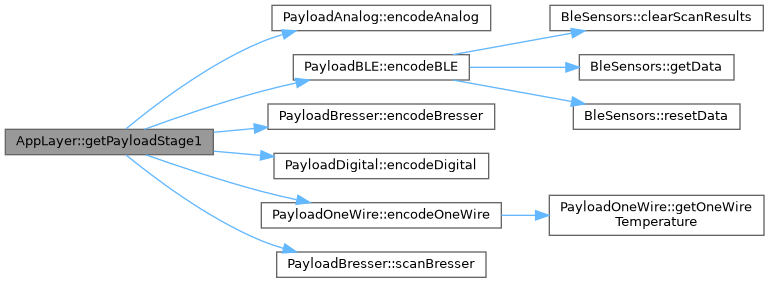 AppLayer::getPayloadStage1
PayloadAnalog::encodeAnalog
PayloadBLE::encodeBLE
BleSensors::clearScanResults
BleSensors::getData
BleSensors::resetData
PayloadBresser::encodeBresser
PayloadDigital::encodeDigital
PayloadOneWire::encodeOneWire
PayloadOneWire::getOneWire
Temperature
PayloadBresser::scanBresser